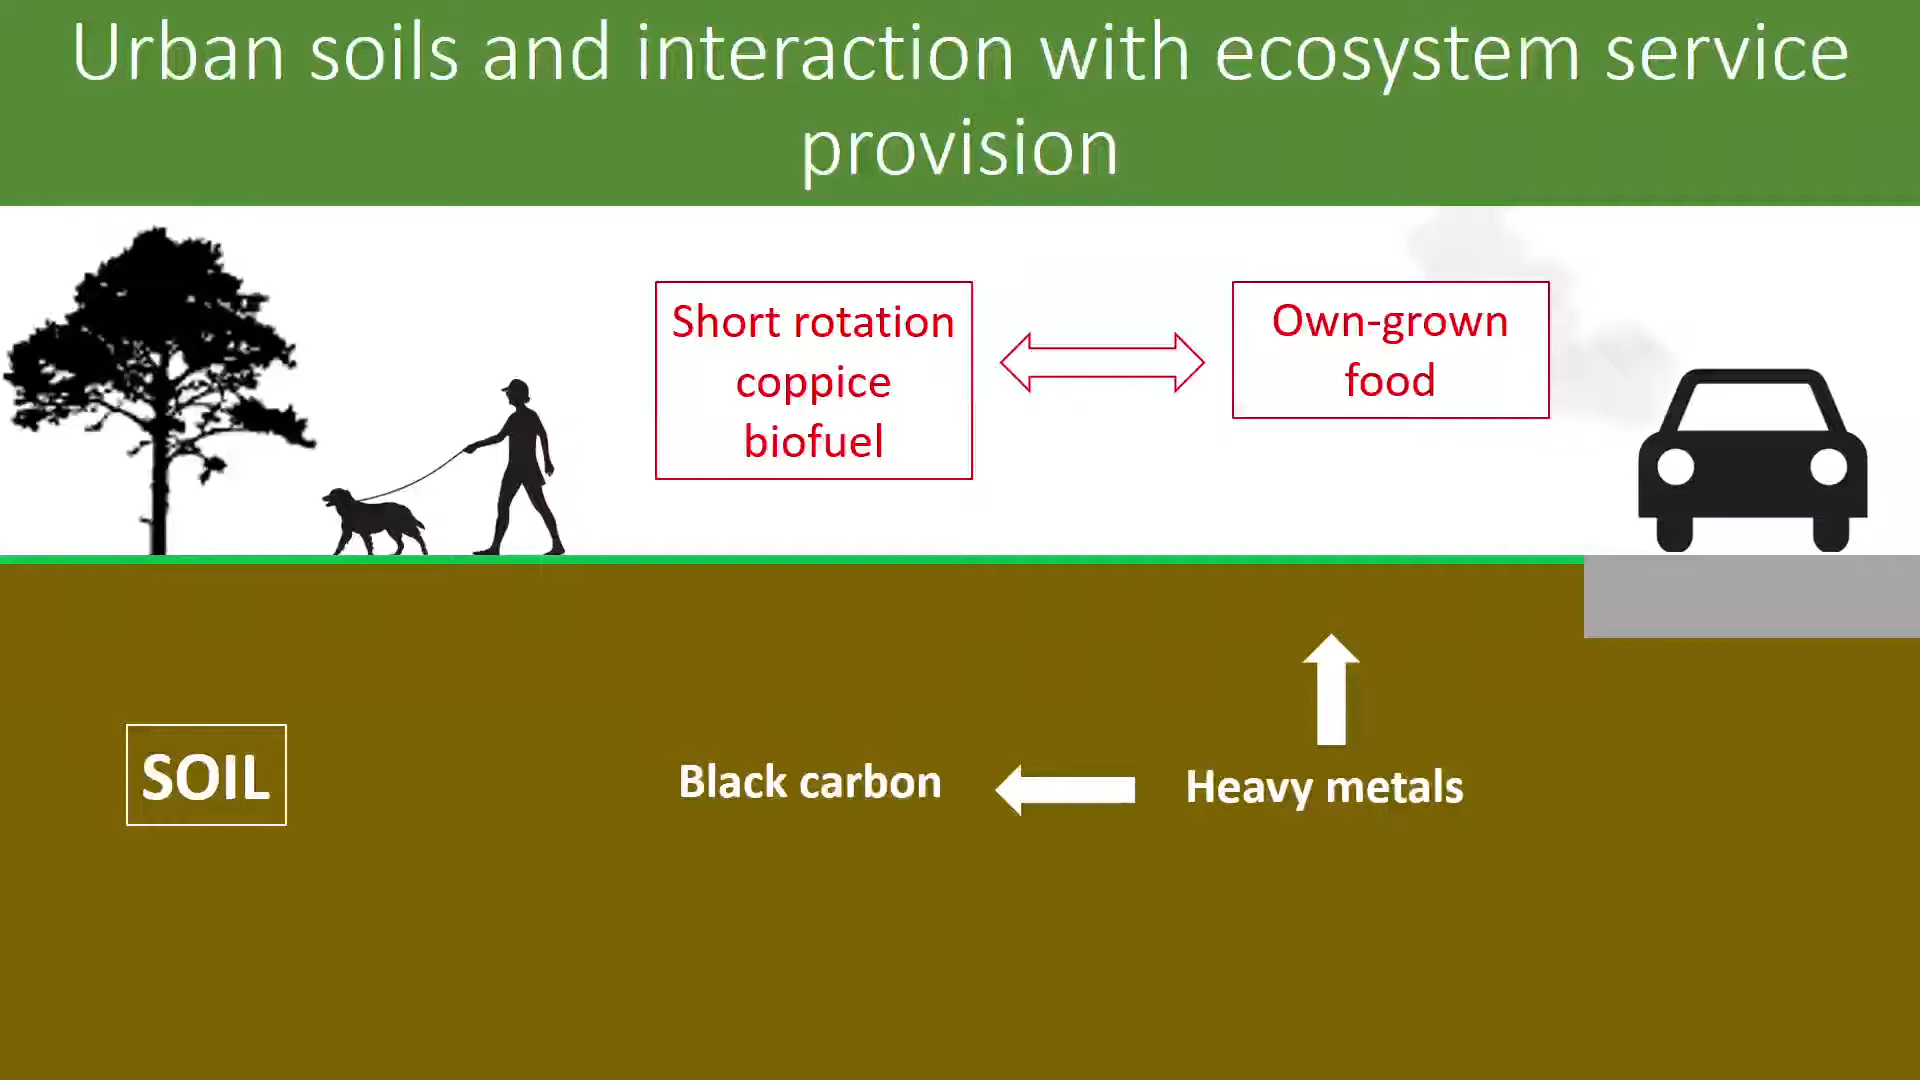 Urban soils and interaction with ecosystem service
provision
Short rotation
coppice
biofuel
Own-grown
food
SOIL
Black carbon
Heavy metals